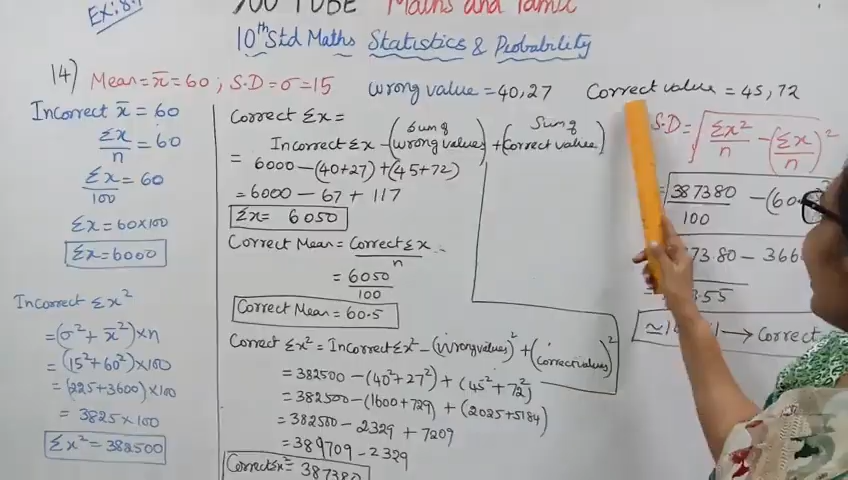 YOU TUBE Maths and Tamil
Ex:8.1
10th Std Maths Statistics & Probability
14) Mean = x̄ = 60 ; S.D = σ = 15 wrong value = 40,27 Correct value = 45,72
Incorrect x̄ = 60
Σx/n = 60
Σx/100 = 60
Σx = 60×100
Σx = 6000
Incorrect Σx²
= (σ² + x̄²) × n
= (15² + 60²) × 100
= (225 + 3600) × 100
= 3825 × 100
Σx² = 382500
Correct Σx =
Incorrect Σx - (Sum of wrong values) + (Sum of correct value)
= 6000 - (40+27) + (45+72)
= 6000 - 67 + 117
Σx = 6050
Correct Mean = Correct Σx/n
= 6050/100
Correct Mean = 60.5
Correct Σx² = Incorrect Σx² - (Wrong values)² + (correct values)²
= 382500 - (40² + 27²) + (45² + 72²)
= 382500 - (1600 + 729) + (2025 + 5184)
= 382500 - 2329 + 7209
= 389709 - 2329
Correct Σx² = 387380
S.D = √Σx²/n - (Σx/n)²
= 387380/100 - (60.
73.80 - 366
= 3.55
≃ 1 → Correct